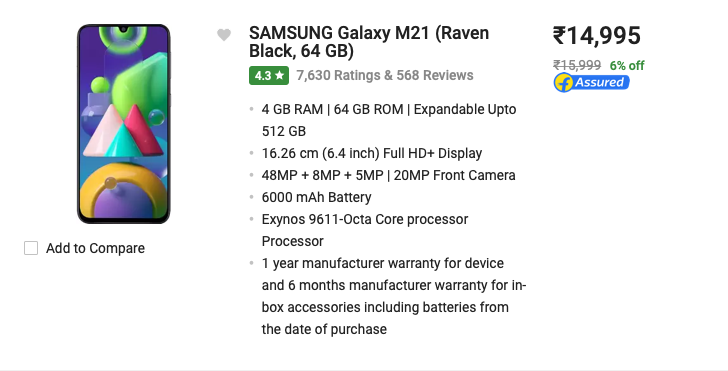 SAMSUNG Galaxy M21 (Raven
Black, 64 GB)
4.3 ★
7,630 Ratings & 568 Reviews
4 GB RAM | 64 GB ROM | Expandable Upto
512 GB
16.26 cm (6.4 inch) Full HD+ Display
48MP + 8MP + 5MP | 20MP Front Camera
6000 mAh Battery
Exynos 9611-Octa Core processor
Processor
1 year manufacturer warranty for device
and 6 months manufacturer warranty for in-
box accessories including batteries from
the date of purchase
₹14,995
₹15,999 6% off
f Assured
Add to Compare